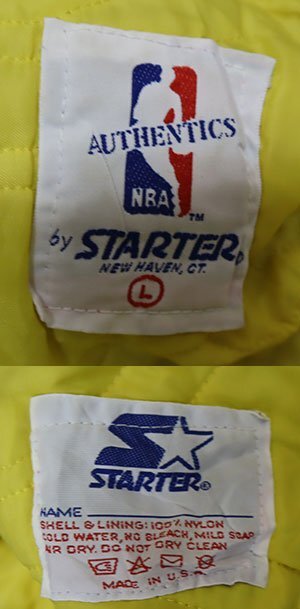 AUTHENTICS
NBA
TM
by STARTER®
NEW HAVEN, CT.
L
STARTER®
NAME
SHELL & LINING: 100% NYLON
COLD WATER, NO BLEACH, MILD SOAP
AIR DRY. DO NOT DRY CLEAN
MADE IN U.S.A.